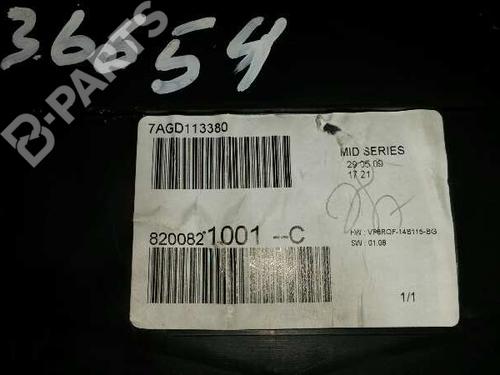 36554
B-PARTS
7AGD113380
MID SERIES
29.05.09
17:21
HW : VP6RQF-14B115-BG
SW : 01.08
8200821001 --C
1/1